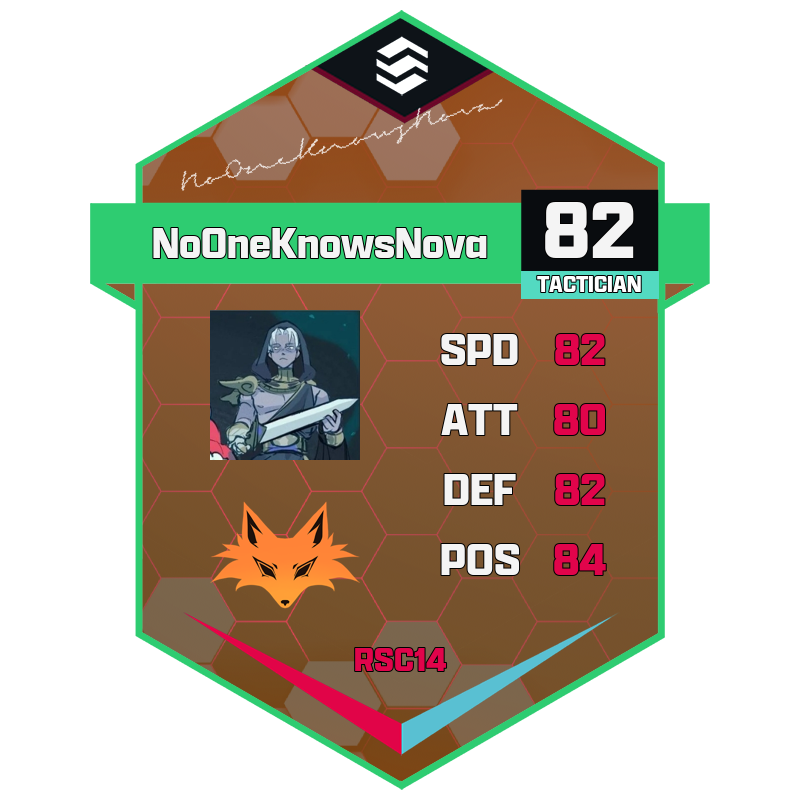 NoOneKnowsNova
NoOneKnowsNova 82
TACTICIAN
SPD 82
ATT 80
DEF 82
POS 84
RSC14